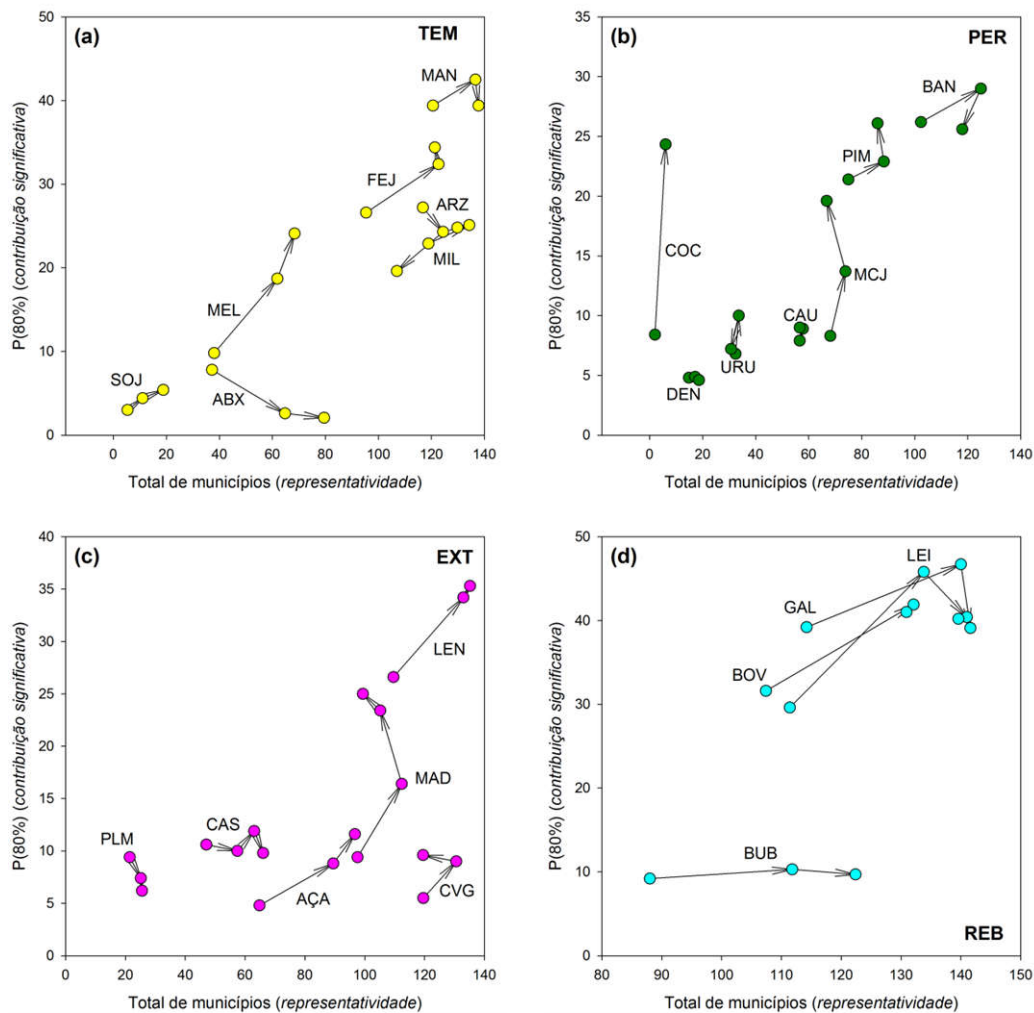 (a)
TEM
P(80%) (contribuição significativa)
50
40
30
20
10
0
MAN
FEJ
ARZ
MIL
MEL
SOJ
ABX
0 20 40 60 80 100 120 140
Total de municípios (representatividade)
(b)
PER
P(80%) (contribuição significativa)
35
30
25
20
15
10
5
0
BAN
PIM
COC
MCJ
CAU
URU
DEN
0 20 40 60 80 100 120 140
Total de municípios (representatividade)
(c)
EXT
P(80%) (contribuição significativa)
40
35
30
25
20
15
10
5
0
LEN
MAD
PLM
CAS
AÇA
CVG
0 20 40 60 80 100 120 140
Total de municípios (representatividade)
(d)
P(80%) (contribuição significativa)
50
40
30
20
10
0
LEI
GAL
BOV
BUB
REB
80 90 100 110 120 130 140 150
Total de municípios (representatividade)